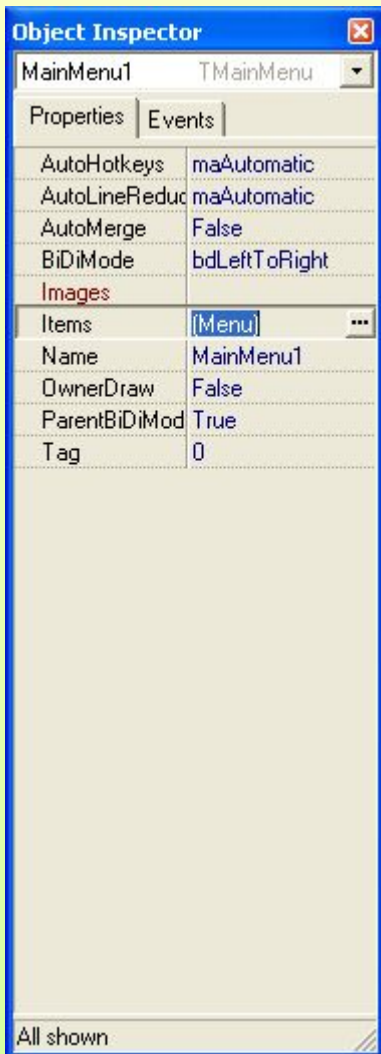 Object Inspector
MainMenu1 TMainMenu
Properties Events
AutoHotkeys maAutomatic
AutoLineReduc maAutomatic
AutoMerge False
BiDiMode bdLeftToRight
Images
Items (Menu) ...
Name MainMenu1
OwnerDraw False
ParentBiDiMod True
Tag 0
All shown